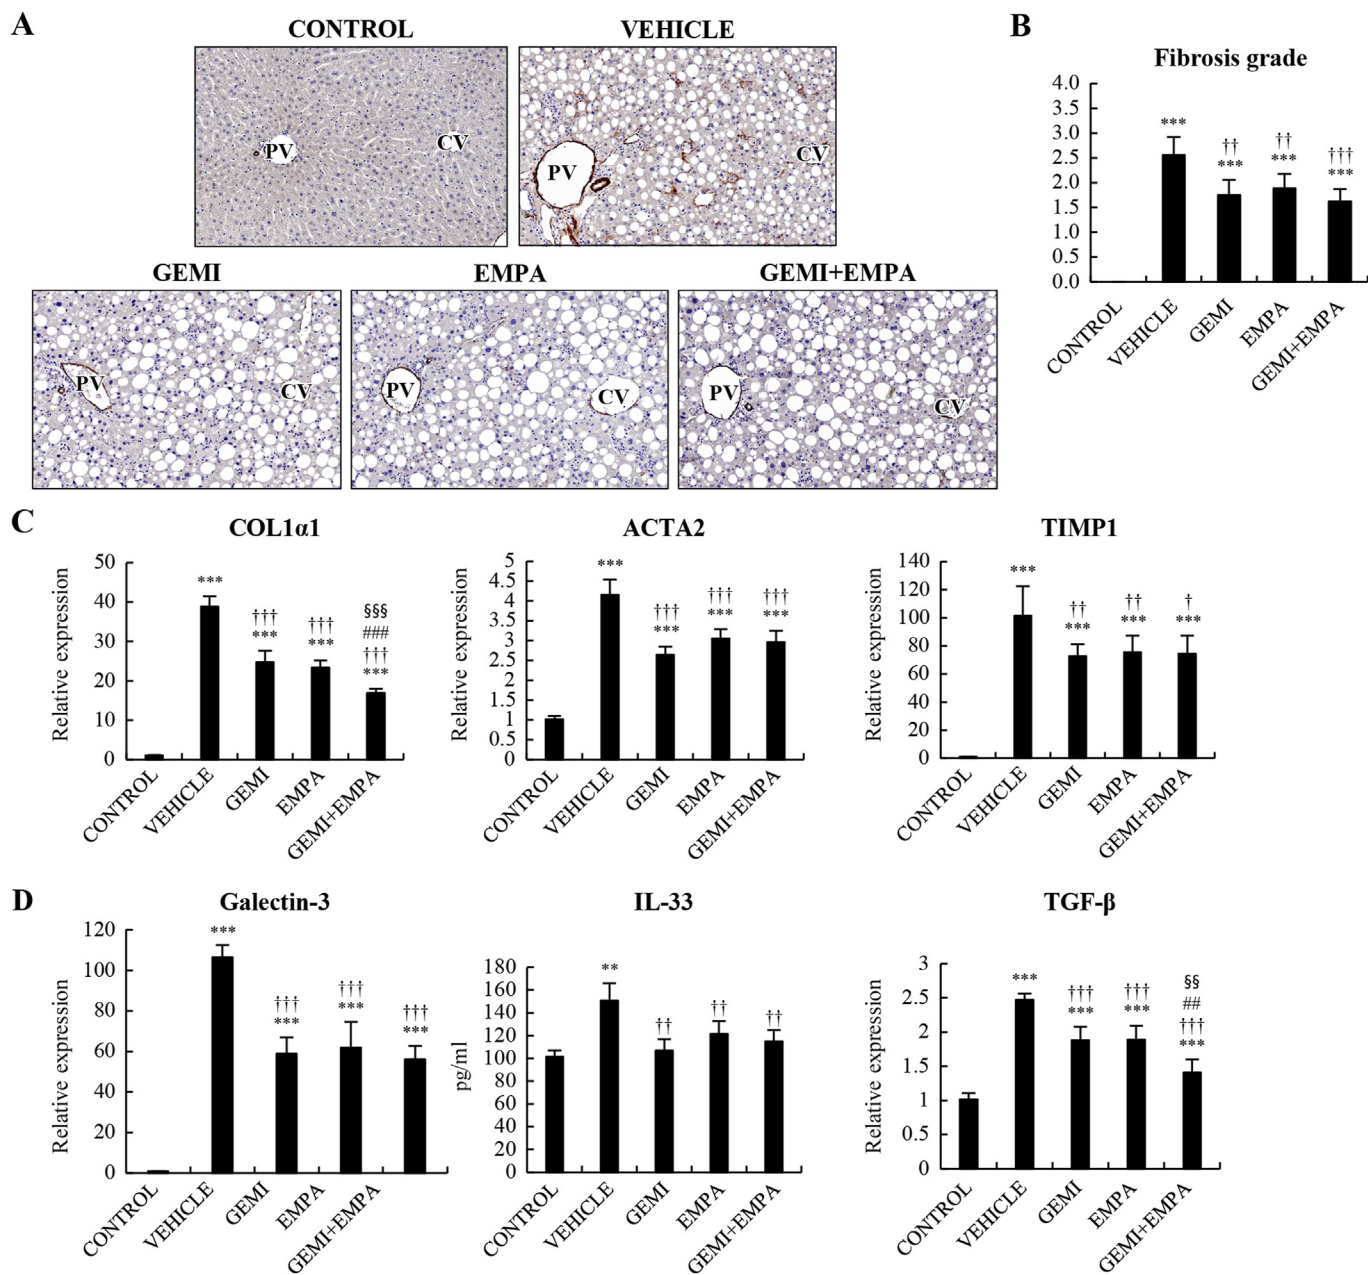 A
CONTROL
PV
CV
VEHICLE
PV
CV
GEMI
PV
CV
EMPA
PV
CV
GEMI+EMPA
PV
CV
B
Fibrosis grade
4.0
3.5
3.0
2.5
2.0
1.5
1.0
0.5
0.0
***
††
***
††
***
†††
***
CONTROL
VEHICLE
GEMI
EMPA
GEMI+EMPA
C
COL1α1
Relative expression
50
40
30
20
10
0
***
†††
***
†††
***
§§§
###
†††
***
CONTROL
VEHICLE
GEMI
EMPA
GEMI+EMPA
ACTA2
Relative expression
5
4.5
4
3.5
3
2.5
2
1.5
1
0.5
0
***
†††
***
†††
***
†††
***
CONTROL
VEHICLE
GEMI
EMPA
GEMI+EMPA
TIMP1
Relative expression
140
120
100
80
60
40
20
0
***
††
***
††
***
†
***
CONTROL
VEHICLE
GEMI
EMPA
GEMI+EMPA
D
Galectin-3
Relative expression
120
100
80
60
40
20
0
***
†††
***
†††
***
†††
***
CONTROL
VEHICLE
GEMI
EMPA
GEMI+EMPA
IL-33
pg/ml
180
160
140
120
100
80
60
40
20
0
**
††
††
††
CONTROL
VEHICLE
GEMI
EMPA
GEMI+EMPA
TGF-β
Relative expression
3
2.5
2
1.5
1
0.5
0
***
†††
***
†††
***
§§
##
†††
***
CONTROL
VEHICLE
GEMI
EMPA
GEMI+EMPA